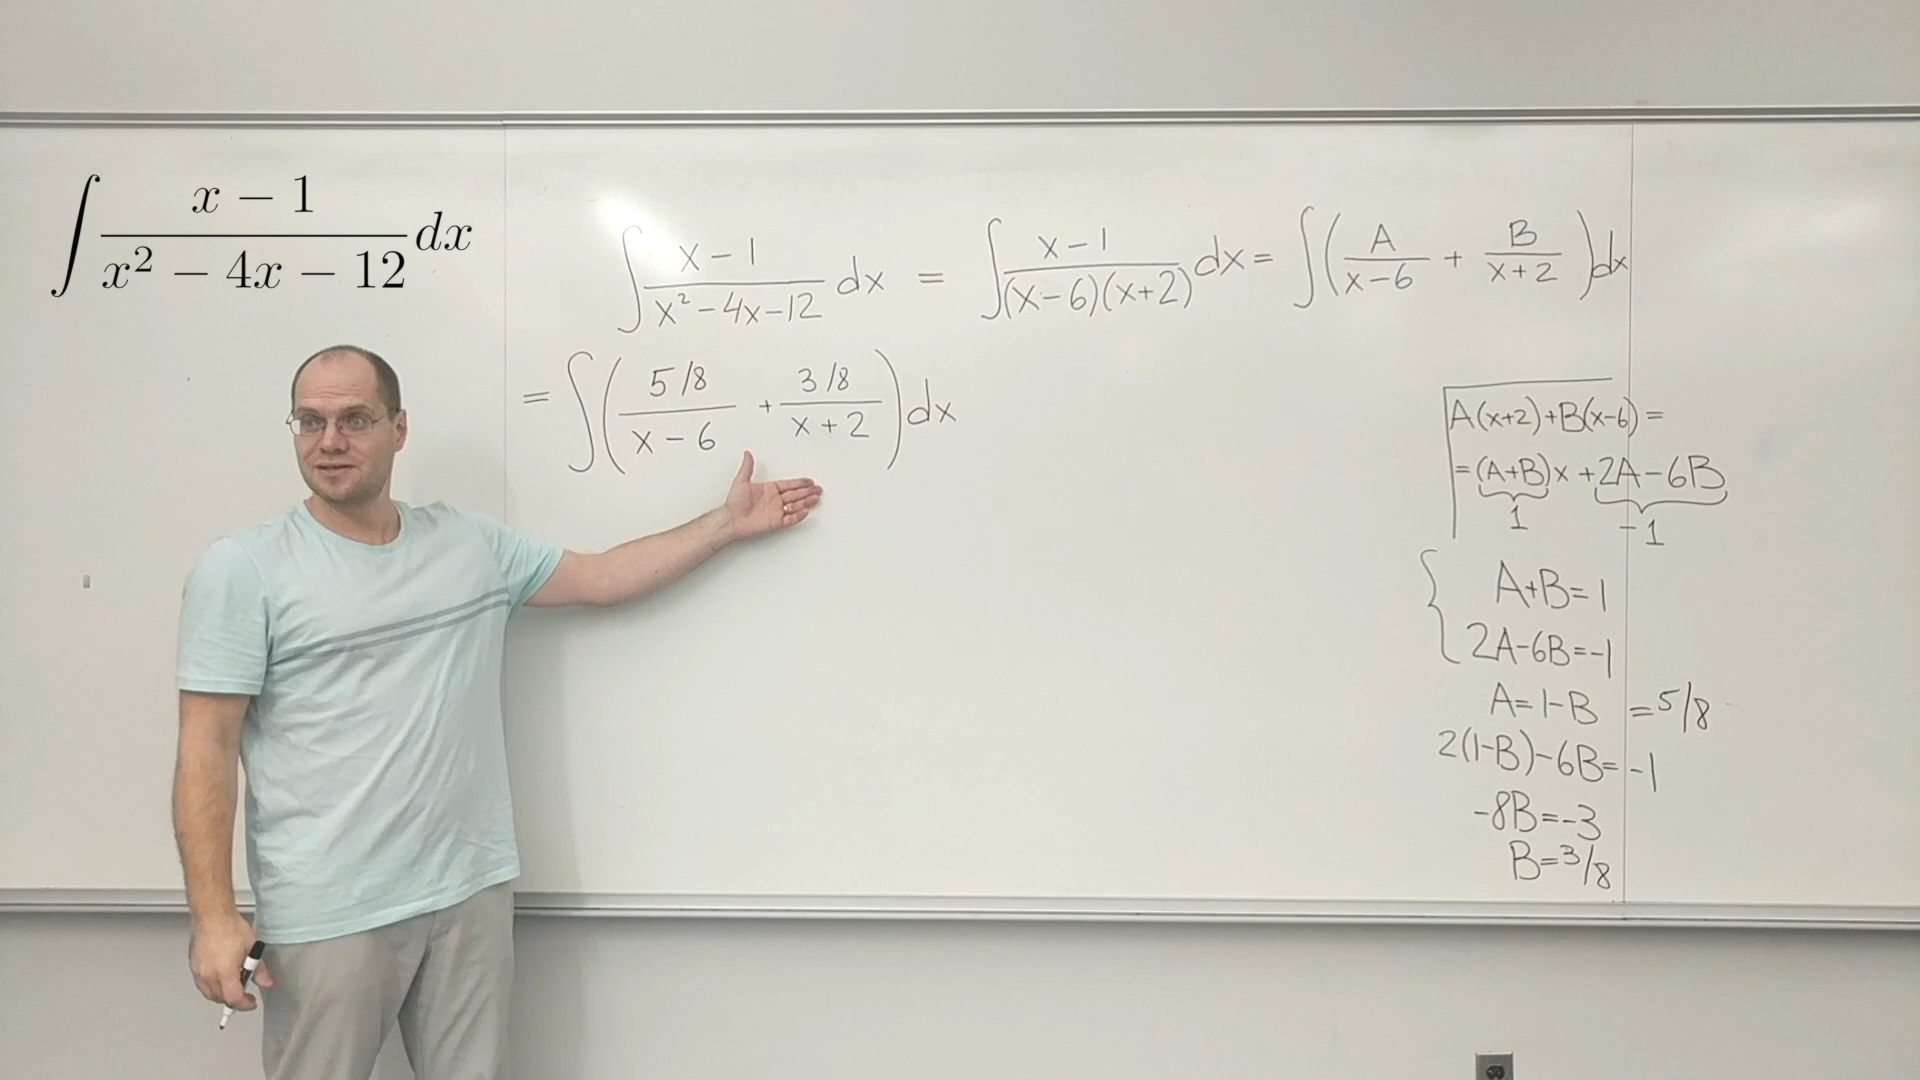 ∫ x − 1 / x² − 4x − 12 dx
∫ x−1 / x²−4x−12 dx = ∫ x−1 / (x−6)(x+2) dx = ∫ ( A / x−6 + B / x+2 ) dx
= ∫ ( 5/8 / x−6 + 3/8 / x+2 ) dx
A(x+2)+B(x−6) =
= (A+B)x + 2A−6B
1 −1
A+B=1
2A−6B=−1
A=1−B =5/8
2(1−B)−6B=−1
−8B=−3
B=3/8